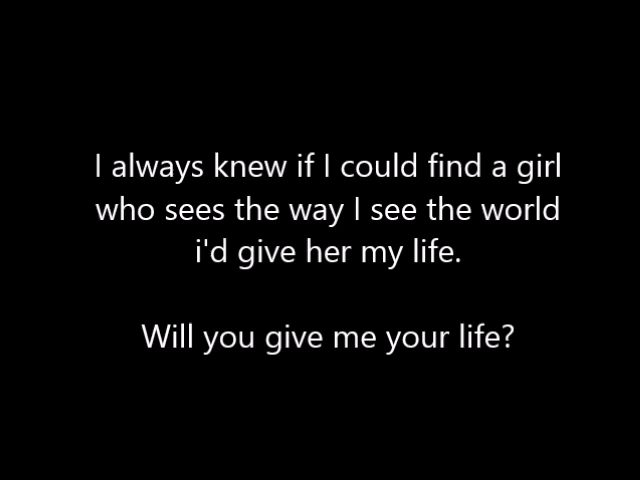 I always knew if I could find a girl
who sees the way I see the world
i'd give her my life.
Will you give me your life?